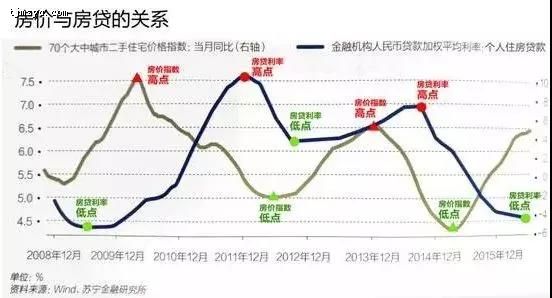 房价与房贷的关系
70个大中城市二手住宅价格指数:当月同比(右轴)
金融机构人民币贷款加权平均利率:个人住房贷款
7.5
7.0
6.5
6.0
5.0
4.5
10
8
6
4
2
0
-4
-6
房价指数
高点
房贷利率
高点
房贷利率
低点
房价指数
高点
房贷利率
高点
房贷利率
低点
房价指数
低点
房价指数
低点
房贷利率
低点
2008年12月
2009年12月
2010年12月
2011年12月
2012年12月
2013年12月
2014年12月
2015年12月
单位:%
资料来源:Wind、苏宁金融研究所